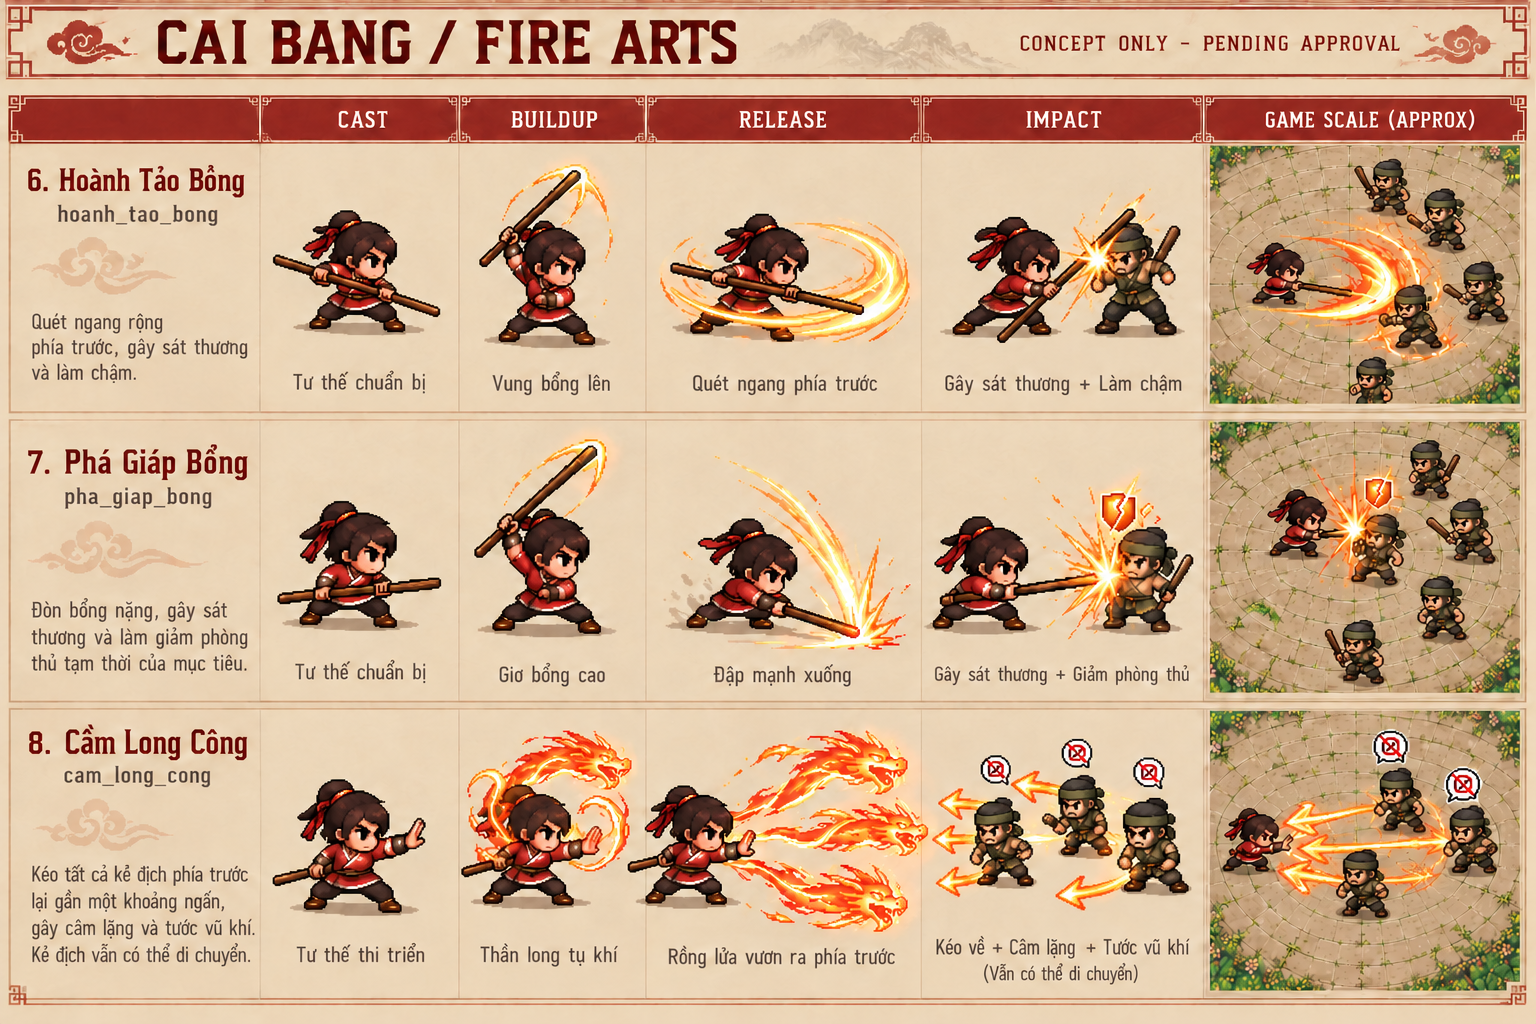 CAI BANG / FIRE ARTS
CONCEPT ONLY - PENDING APPROVAL
CAST
BUILDUP
RELEASE
IMPACT
GAME SCALE (APPROX)
6. Hoành Tảo Bổng
hoanh_tao_bong
Quét ngang rộng
phía trước, gây sát thương
và làm chậm.
Tư thế chuẩn bị
Vung bổng lên
Quét ngang phía trước
Gây sát thương + Làm chậm
7. Phá Giáp Bổng
pha_giap_bong
Đòn bổng nặng, gây sát
thương và làm giảm phòng
thủ tạm thời của mục tiêu.
Tư thế chuẩn bị
Giơ bổng cao
Đập mạnh xuống
Gây sát thương + Giảm phòng thủ
8. Cầm Long Công
cam_long_cong
Kéo tất cả kẻ địch phía trước
lại gần một khoảng ngắn,
gây câm lặng và tước vũ khí.
Kẻ địch vẫn có thể di chuyển.
Tư thế thi triển
Thần long tụ khí
Rồng lửa vươn ra phía trước
Kéo về + Câm lặng + Tước vũ khí
(Vẫn có thể di chuyển)